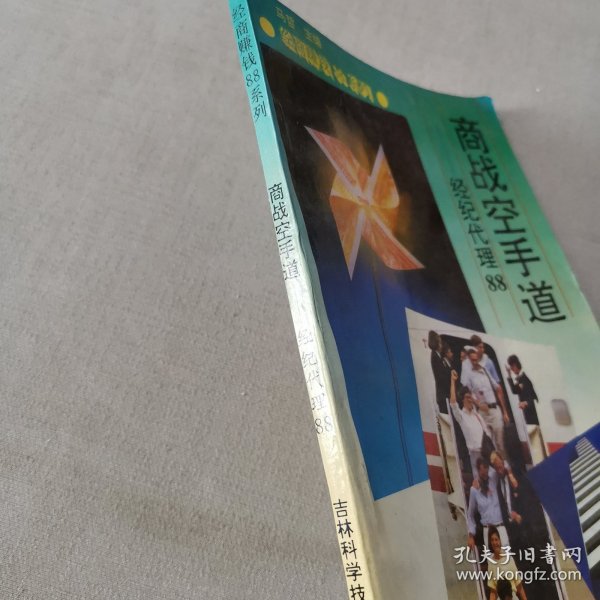 经商赚钱88系列
商战空手道
经纪代理88
吉林科学技
商战空手道
经纪代理88
孔夫子旧书网
www.kongfz.com